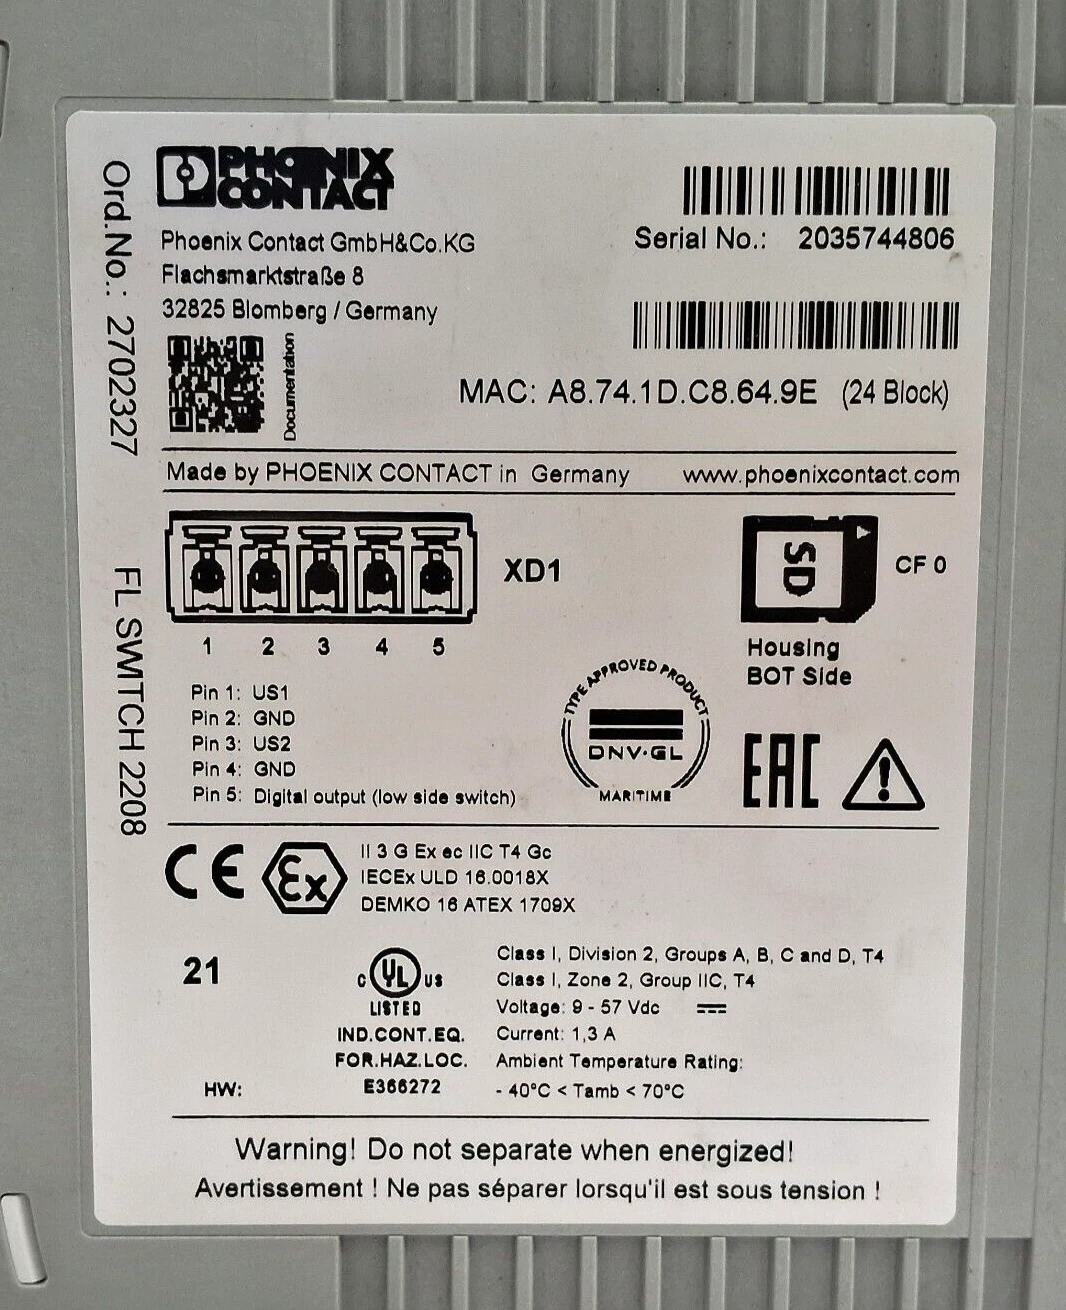 PHOENIX
CONTACT
Phoenix Contact GmbH&Co.KG
Flachsmarktstraße 8
32825 Blomberg / Germany
Documentation
Serial No.: 2035744806
MAC: A8.74.1D.C8.64.9E (24 Block)
Ord.No.: 2702327
FL SWITCH 2208
Made by PHOENIX CONTACT in Germany www.phoenixcontact.com
XD1
1 2 3 4 5
SD
CF 0
Housing
BOT Side
Pin 1: US1
Pin 2: GND
Pin 3: US2
Pin 4: GND
Pin 5: Digital output (low side switch)
TYPE APPROVED PRODUCT
DNV·GL
MARITIME
EAC
CE Ex
II 3 G Ex ec IIC T4 Gc
IECEx ULD 16.0018X
DEMKO 16 ATEX 1709X
21
C UL US
LISTED
IND.CONT.EQ.
FOR.HAZ.LOC.
E366272
HW:
Class I, Division 2, Groups A, B, C and D, T4
Class I, Zone 2, Group IIC, T4
Voltage: 9 - 57 Vdc
Current: 1,3 A
Ambient Temperature Rating:
- 40°C < Tamb < 70°C
Warning! Do not separate when energized!
Avertissement ! Ne pas séparer lorsqu'il est sous tension !